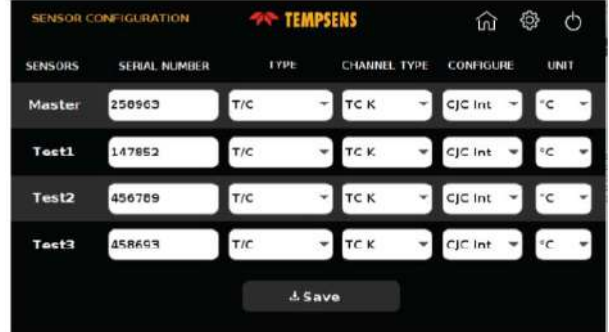 SENSOR CONFIGURATION TEMPSENS
SENSORS SERIAL NUMBER TYPE CHANNEL TYPE CONFIGURE UNIT
Master 258963 T/C TC K CJC Int °C
Test1 147852 T/C TC K CJC Int °C
Test2 456789 T/C TC K CJC Int °C
Test3 458693 T/C TC K CJC Int °C
Save